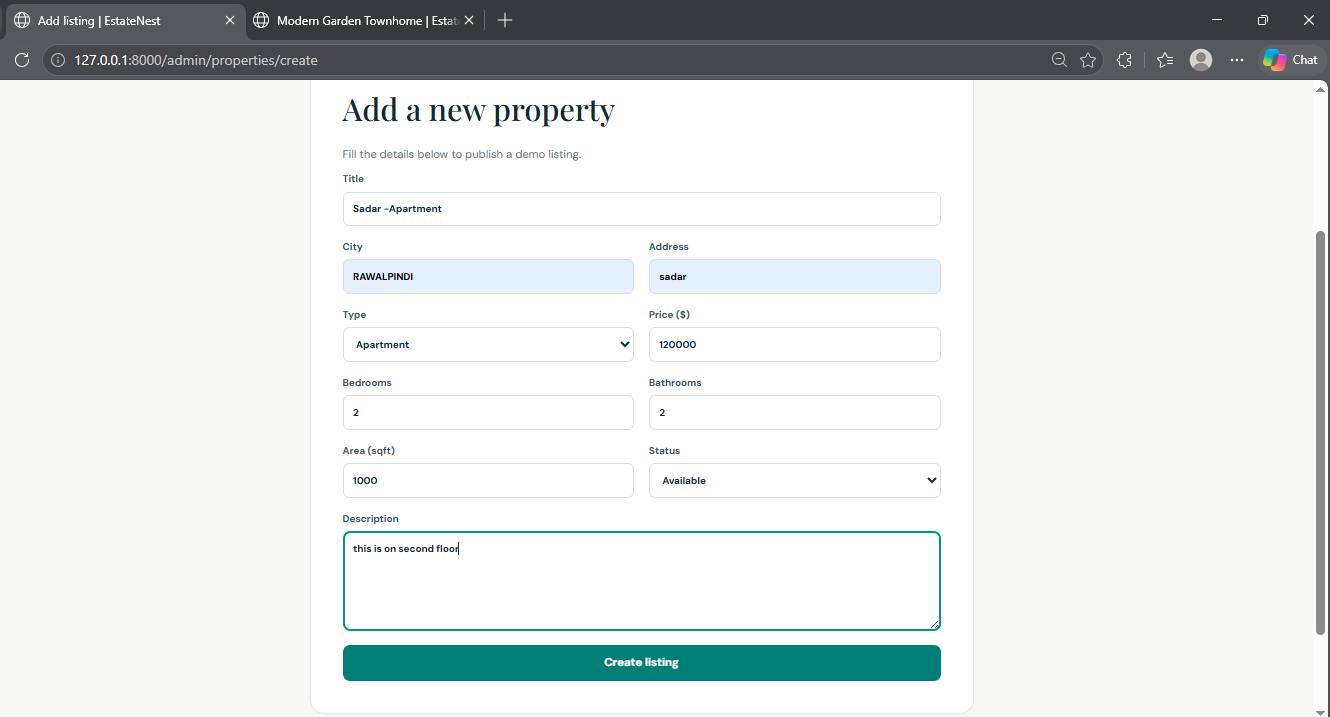 Add listing | EstateNest
Modern Garden Townhome | Estat
127.0.0.1:8000/admin/properties/create
Chat
Add a new property
Fill the details below to publish a demo listing.
Title
Sadar -Apartment
City
Address
RAWALPINDI
sadar
Type
Price ($)
Apartment
120000
Bedrooms
Bathrooms
2
2
Area (sqft)
Status
1000
Available
Description
this is on second floor
Create listing